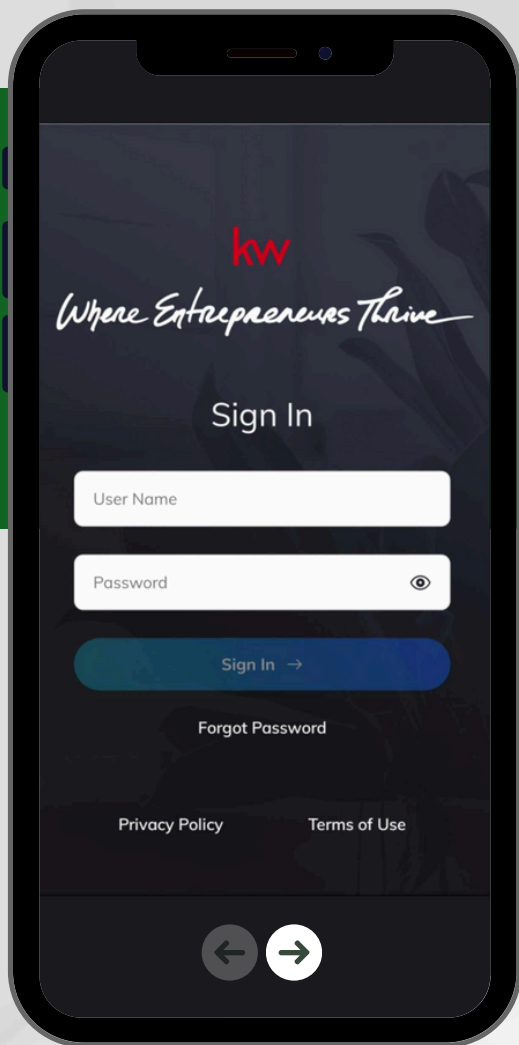 kw
Where Entrepreneurs Thrive
Sign In
User Name
Password
Sign In →
Forgot Password
Privacy Policy Terms of Use